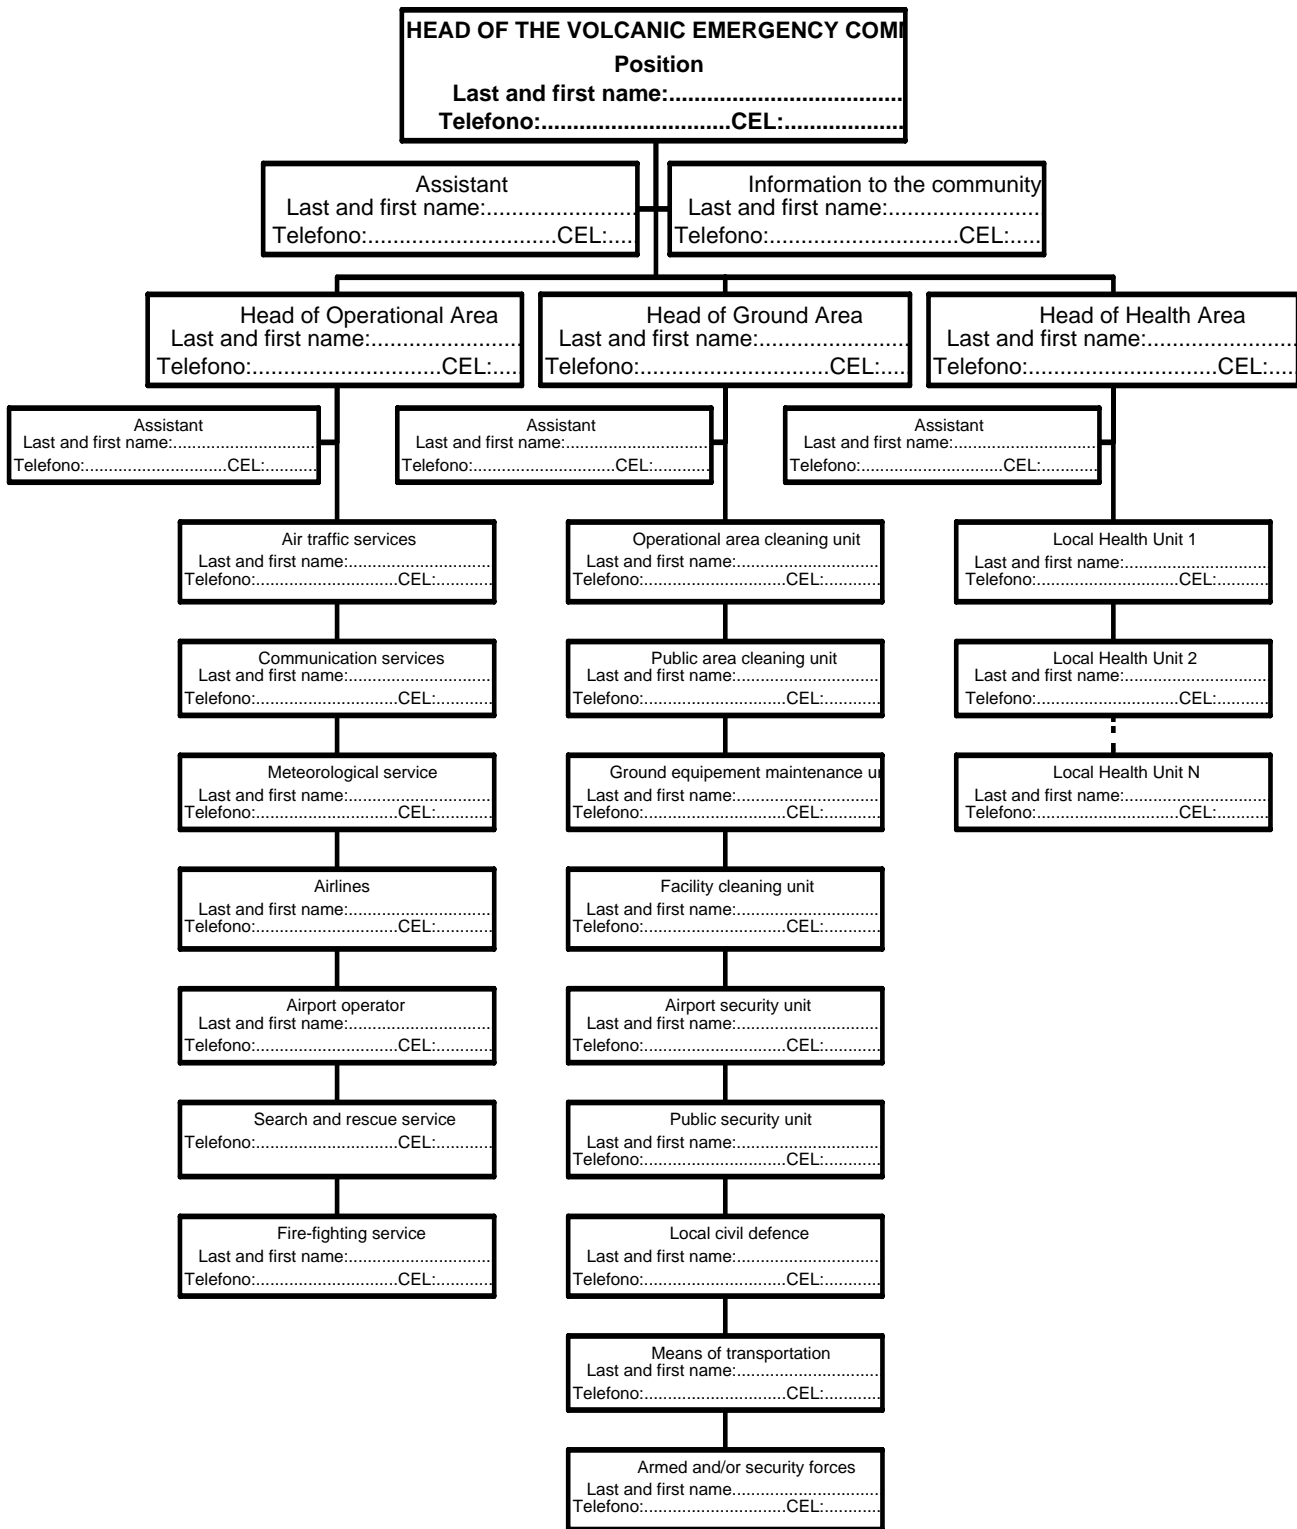 HEAD OF THE VOLCANIC EMERGENCY COM
Position
Last and first name:.....................................
Telefono:..............................CEL:...................
Assistant
Last and first name:........................
Telefono:..............................CEL:....
Information to the community
Last and first name:........................
Telefono:..............................CEL:.....
Head of Operational Area
Last and first name:........................
Telefono:..............................CEL:.....
Head of Ground Area
Last and first name:........................
Telefono:..............................CEL:.....
Head of Health Area
Last and first name:........................
Telefono:..............................CEL:.....
Assistant
Last and first name:..............................
Telefono:..............................CEL:...........
Assistant
Last and first name:..............................
Telefono:..............................CEL:...........
Assistant
Last and first name:..............................
Telefono:..............................CEL:...........
Air traffic services
Last and first name:..............................
Telefono:..............................CEL:............
Communication services
Last and first name:..............................
Telefono:..............................CEL:............
Meteorological service
Last and first name:..............................
Telefono:..............................CEL:............
Airlines
Last and first name:..............................
Telefono:..............................CEL:............
Airport operator
Last and first name:..............................
Telefono:..............................CEL:............
Search and rescue service
Telefono:..............................CEL:............
Fire-fighting service
Last and first name:..............................
Telefono:..............................CEL:............
Operational area cleaning unit
Last and first name:..............................
Telefono:..............................CEL:............
Public area cleaning unit
Last and first name:..............................
Telefono:..............................CEL:............
Ground equipement maintenance u
Last and first name:..............................
Telefono:..............................CEL:............
Facility cleaning unit
Last and first name:..............................
Telefono:..............................CEL:............
Airport security unit
Last and first name:..............................
Telefono:..............................CEL:............
Public security unit
Last and first name:..............................
Telefono:..............................CEL:............
Local civil defence
Last and first name:..............................
Telefono:..............................CEL:............
Means of transportation
Last and first name:..............................
Telefono:..............................CEL:............
Armed and/or security forces
Last and first name...............................
Telefono:..............................CEL:............
Local Health Unit 1
Last and first name:..............................
Telefono:..............................CEL:...........
Local Health Unit 2
Last and first name:..............................
Telefono:..............................CEL:...........
Local Health Unit N
Last and first name:..............................
Telefono:..............................CEL:...........